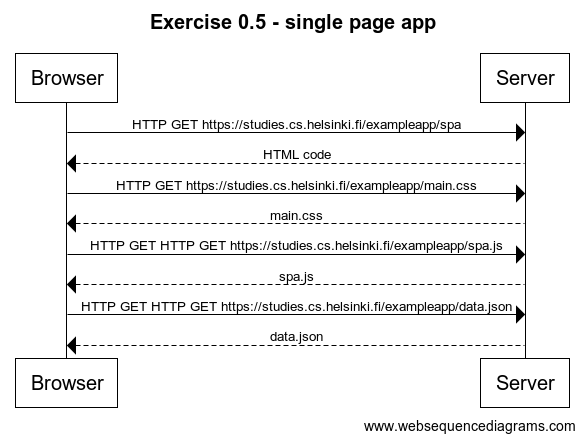 Exercise 0.5 - single page app
Browser
Server
HTTP GET https://studies.cs.helsinki.fi/exampleapp/spa
HTML code
HTTP GET https://studies.cs.helsinki.fi/exampleapp/main.css
main.css
HTTP GET HTTP GET https://studies.cs.helsinki.fi/exampleapp/spa.js
spa.js
HTTP GET HTTP GET https://studies.cs.helsinki.fi/exampleapp/data.json
data.json
Browser
Server
www.websequencediagrams.com